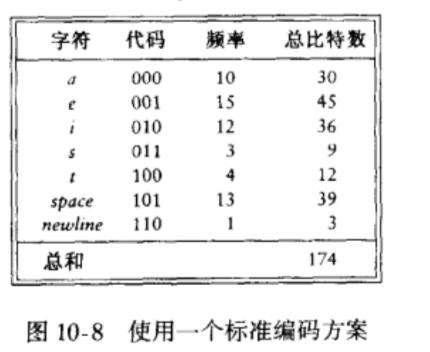 字符 代码 频率 总比特数
a 000 10 30
e 001 15 45
i 010 12 36
s 011 3 9
t 100 4 12
space 101 13 39
newline 110 1 3
总和 174
图 10-8 使用一个标准编码方案